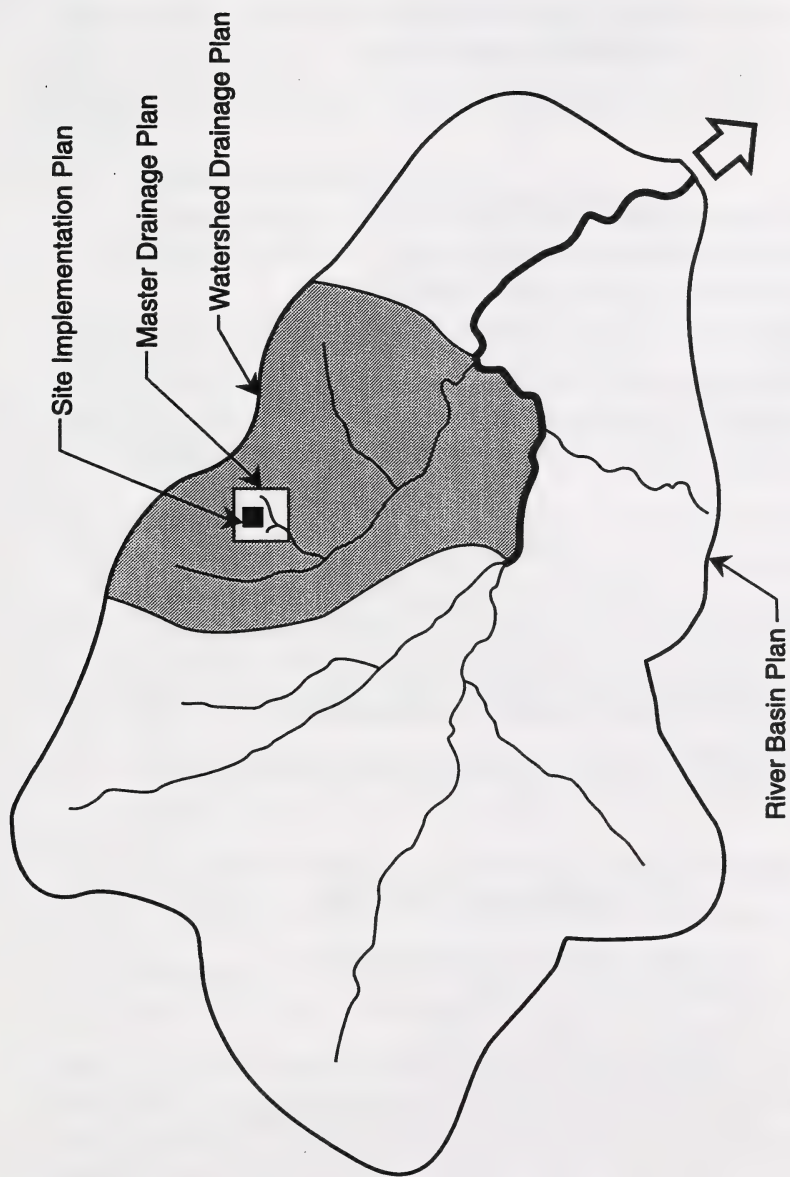 Site Implementation Plan
Master Drainage Plan
Watershed Drainage Plan
River Basin Plan